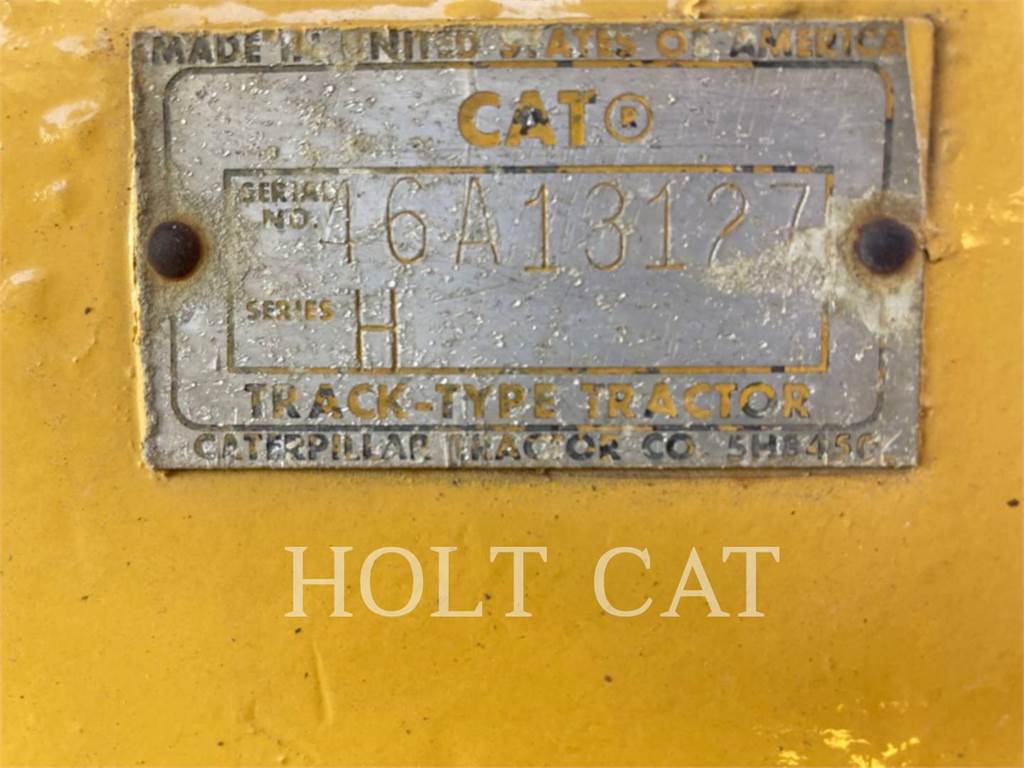 MADE IN UNITED STATES OF AMERICA
CAT®
SERIAL NO. 46A13127
SERIES H
TRACK-TYPE TRACTOR
CATERPILLAR TRACTOR CO.
HOLT CAT